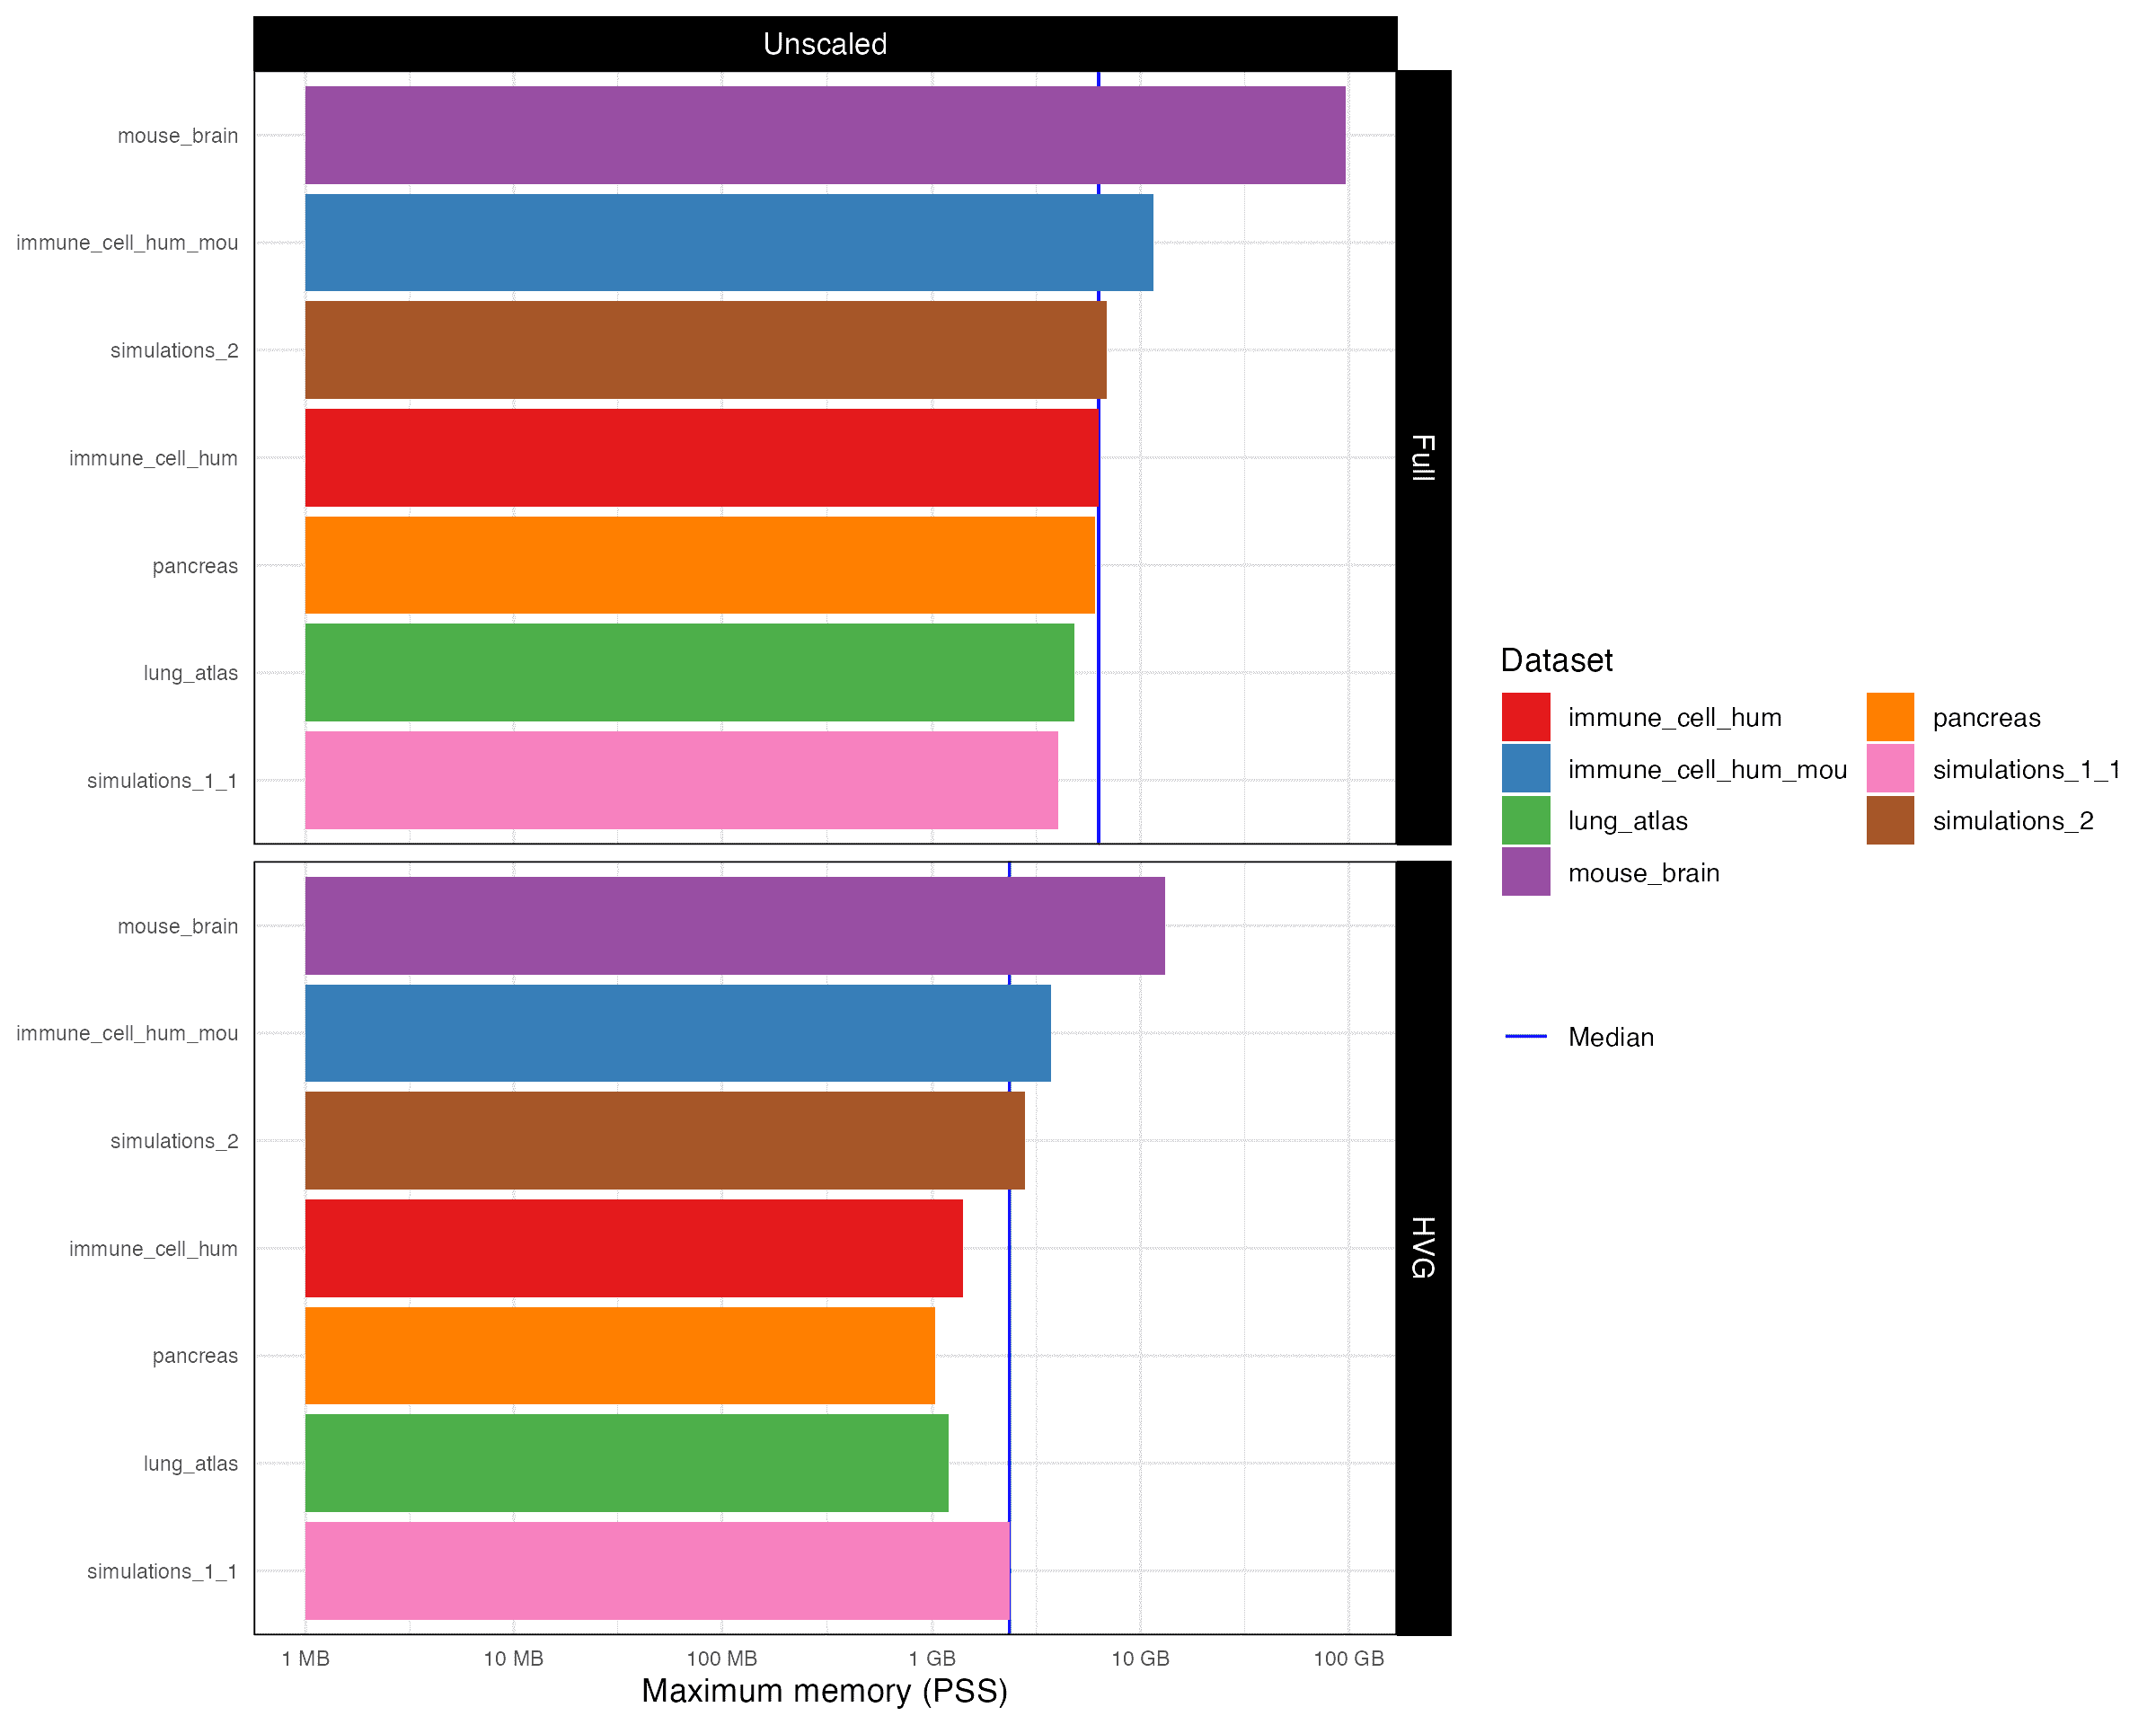 Unscaled
mouse_brain
immune_cell_hum_mou
simulations_2
immune_cell_hum
pancreas
lung_atlas
simulations_1_1
Full
mouse_brain
immune_cell_hum_mou
simulations_2
immune_cell_hum
pancreas
lung_atlas
simulations_1_1
HVG
1 MB 10 MB 100 MB 1 GB 10 GB 100 GB
Maximum memory (PSS)
Dataset
immune_cell_hum
immune_cell_hum_mou
lung_atlas
mouse_brain
pancreas
simulations_1_1
simulations_2
Median